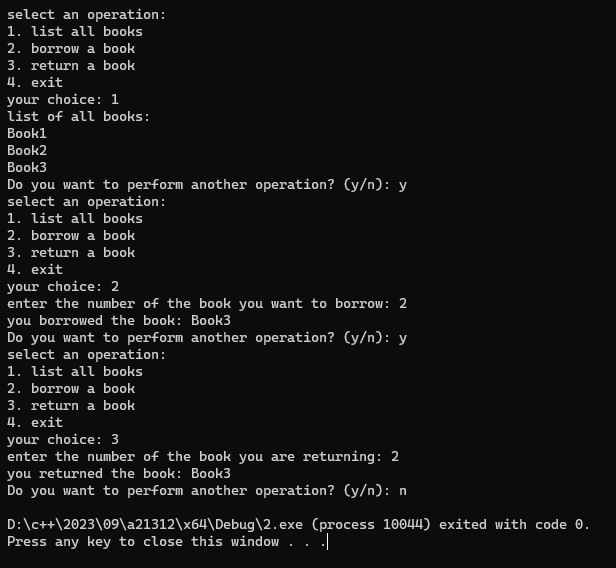 select an operation:
1. list all books
2. borrow a book
3. return a book
4. exit
your choice: 1
list of all books:
Book1
Book2
Book3
Do you want to perform another operation? (y/n): y
select an operation:
1. list all books
2. borrow a book
3. return a book
4. exit
your choice: 2
enter the number of the book you want to borrow: 2
you borrowed the book: Book3
Do you want to perform another operation? (y/n): y
select an operation:
1. list all books
2. borrow a book
3. return a book
4. exit
your choice: 3
enter the number of the book you are returning: 2
you returned the book: Book3
Do you want to perform another operation? (y/n): n
D:\c++\2023\09\a21312\x64\Debug\2.exe (process 10044) exited with code 0.
Press any key to close this window . . .